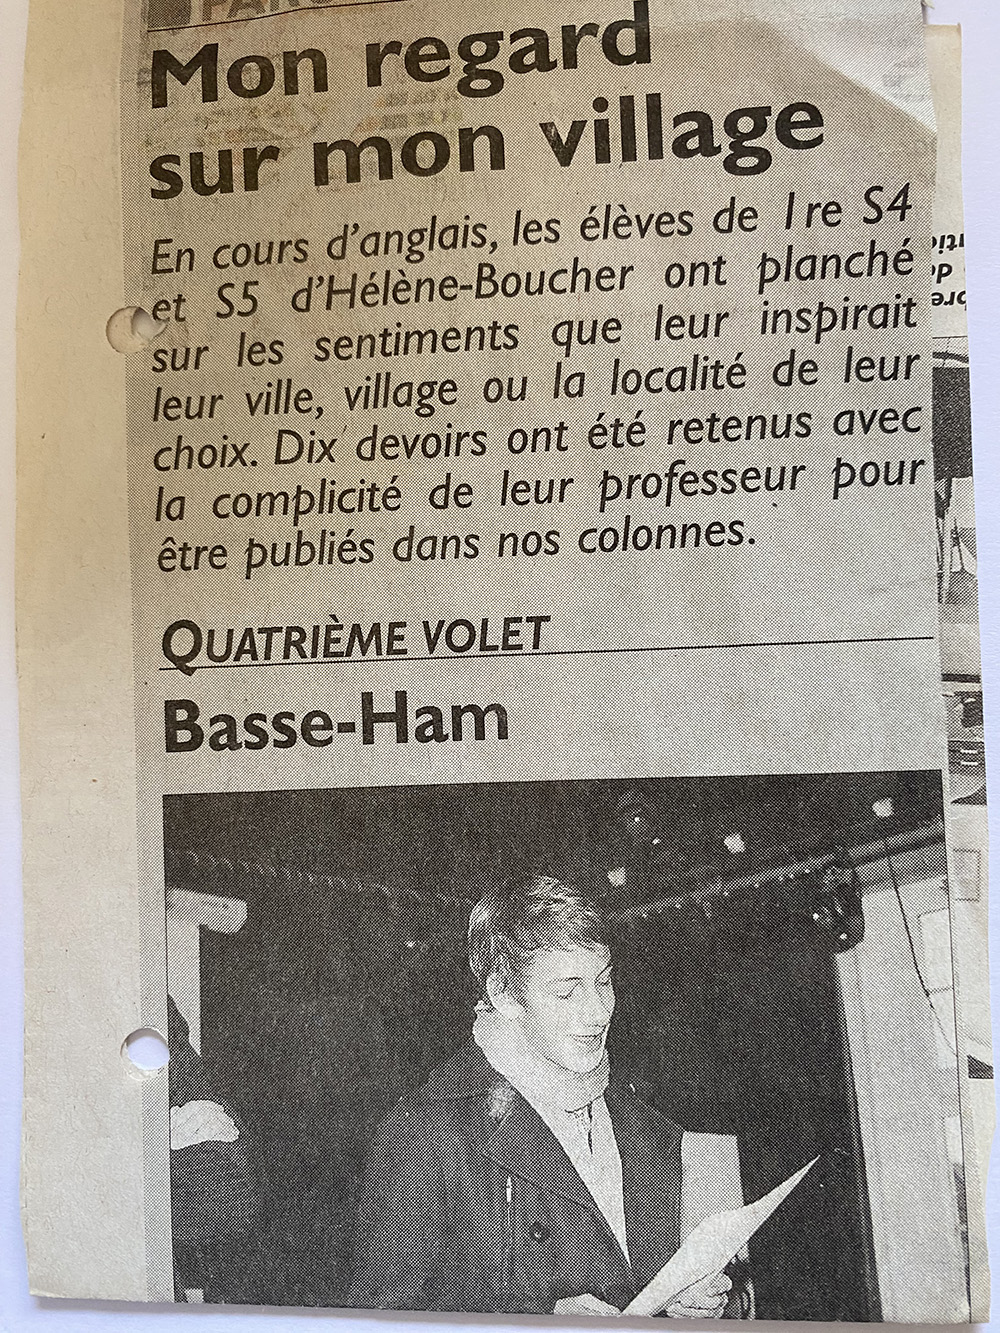 Mon regard
sur mon village
En cours d'anglais, les élèves de 1re S4
et S5 d'Hélène-Boucher ont planché
sur les sentiments que leur inspirait
leur ville, village ou la localité de leur
choix. Dix devoirs ont été retenus avec
la complicité de leur professeur pour
être publiés dans nos colonnes.
QUATRIÈME VOLET
Basse-Ham